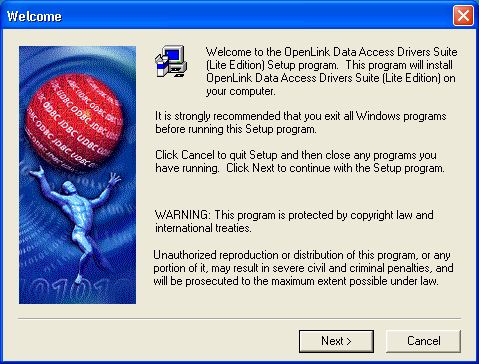 Welcome
Welcome to the OpenLink Data Access Drivers Suite
(Lite Edition) Setup program. This program will install
OpenLink Data Access Drivers Suite (Lite Edition) on
your computer.
It is strongly recommended that you exit all Windows programs
before running this Setup program.
Click Cancel to quit Setup and then close any programs you
have running. Click Next to continue with the Setup program.
WARNING: This program is protected by copyright law and
international treaties.
Unauthorized reproduction or distribution of this program, or any
portion of it, may result in severe civil and criminal penalties, and
will be prosecuted to the maximum extent possible under law.
Next >
Cancel